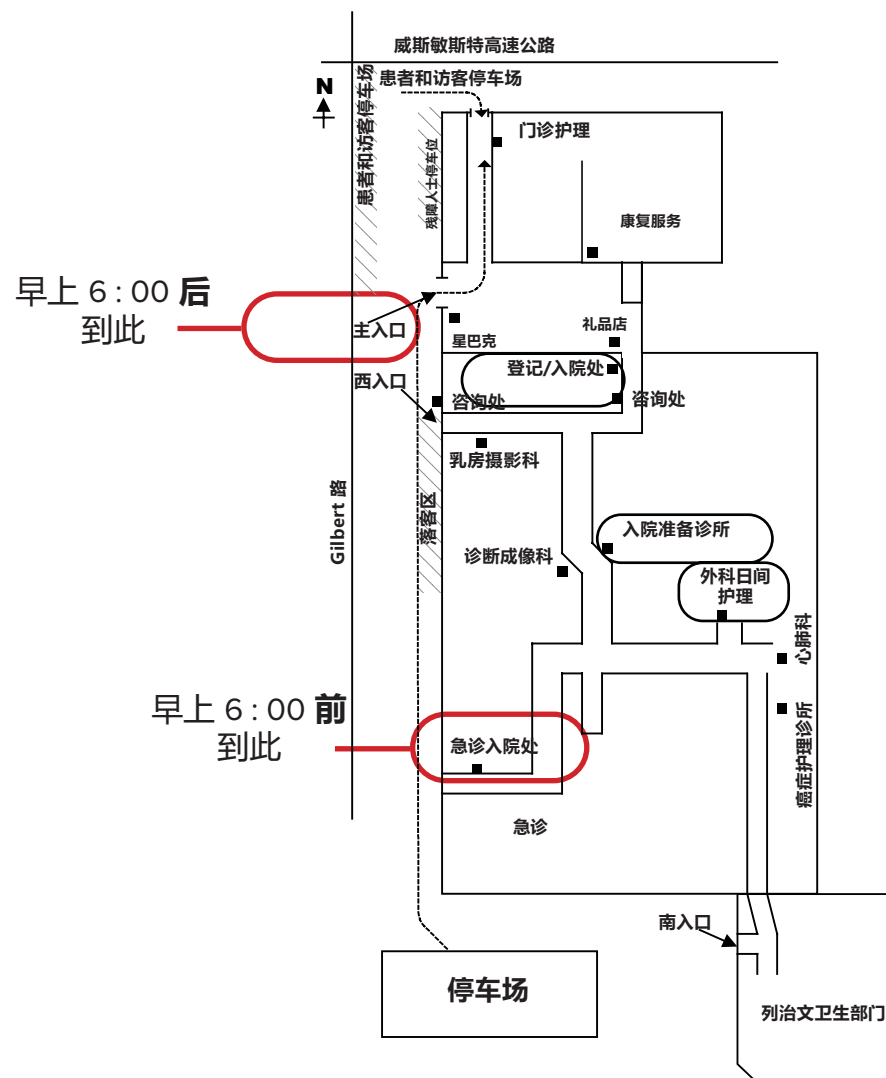 威斯敏斯特高速公路
患者和访客停车场
患者和访客停车场
N
残障人士停车位
门诊护理
康复服务
早上 6 : 00 后
到此
主入口
星巴克
礼品店
登记/入院处
西入口
咨询处
咨询处
乳房摄影科
Gilbert 路
落客区
诊断成像科
入院准备诊所
外科日间
护理
心肺科
早上 6 : 00 前
到此
急诊入院处
癌症护理诊所
急诊
南入口
停车场
列治文卫生部门